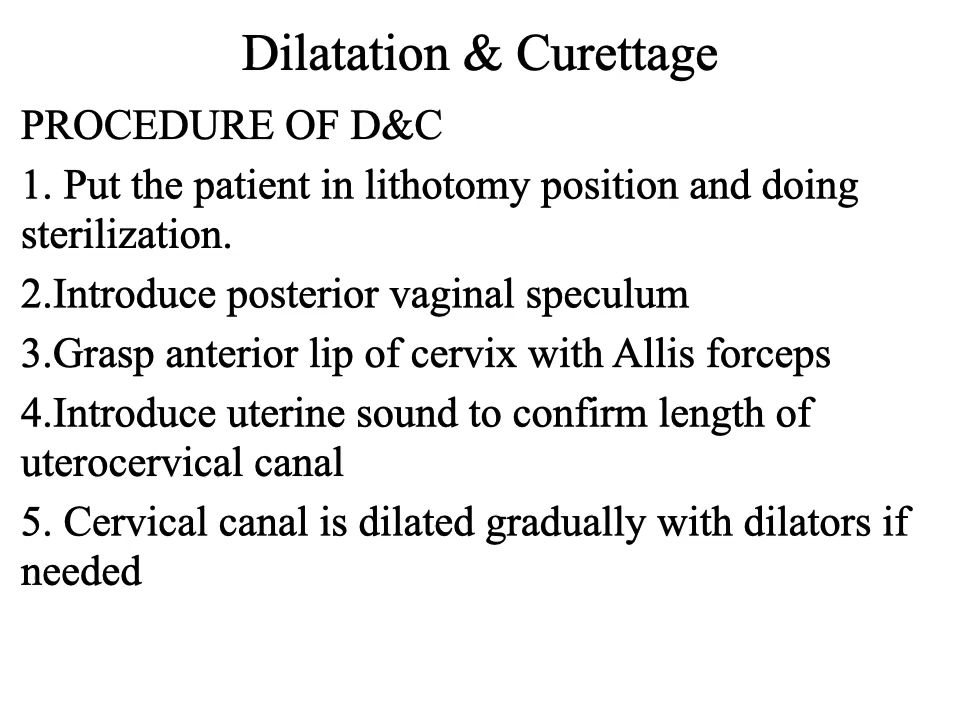 Dilatation & Curettage
PROCEDURE OF D&C
1. Put the patient in lithotomy position and doing
sterilization.
2.Introduce posterior vaginal speculum
3.Grasp anterior lip of cervix with Allis forceps
4.Introduce uterine sound to confirm length of
uterocervical canal
5. Cervical canal is dilated gradually with dilators if
needed